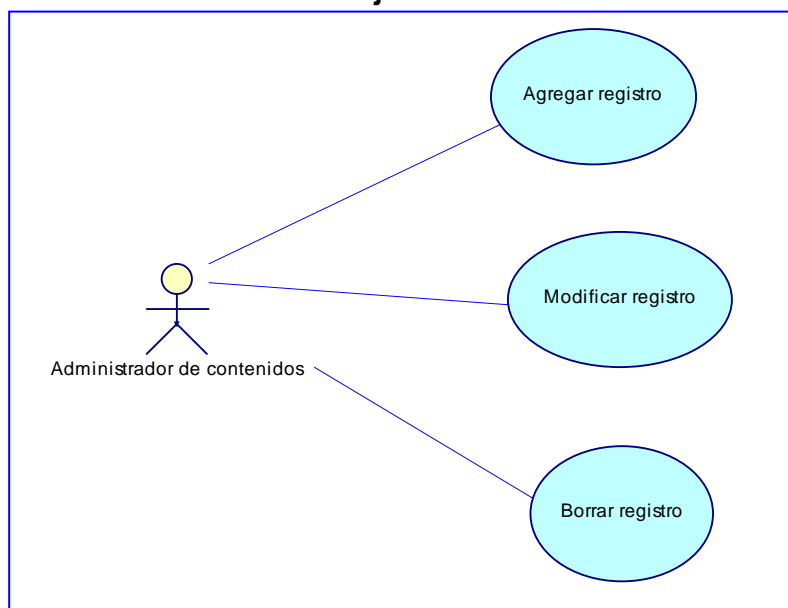 Agregar registro
Modificar registro
Administrador de contenidos
Borrar registro